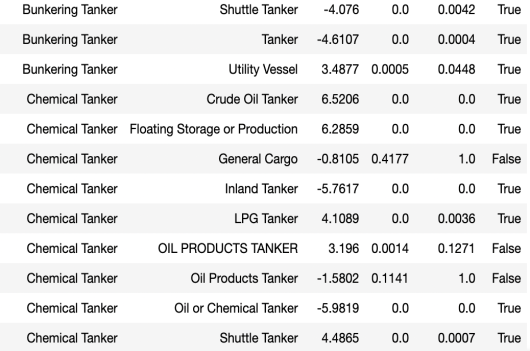 Bunkering Tanker Shuttle Tanker -4.076 0.0 0.0042 True
Bunkering Tanker Tanker -4.6107 0.0 0.0004 True
Bunkering Tanker Utility Vessel 3.4877 0.0005 0.0448 True
Chemical Tanker Crude Oil Tanker 6.5206 0.0 0.0 True
Chemical Tanker Floating Storage or Production 6.2859 0.0 0.0 True
Chemical Tanker General Cargo -0.8105 0.4177 1.0 False
Chemical Tanker Inland Tanker -5.7617 0.0 0.0 True
Chemical Tanker LPG Tanker 4.1089 0.0 0.0036 True
Chemical Tanker OIL PRODUCTS TANKER 3.196 0.0014 0.1271 False
Chemical Tanker Oil Products Tanker -1.5802 0.1141 1.0 False
Chemical Tanker Oil or Chemical Tanker -5.9819 0.0 0.0 True
Chemical Tanker Shuttle Tanker 4.4865 0.0 0.0007 True